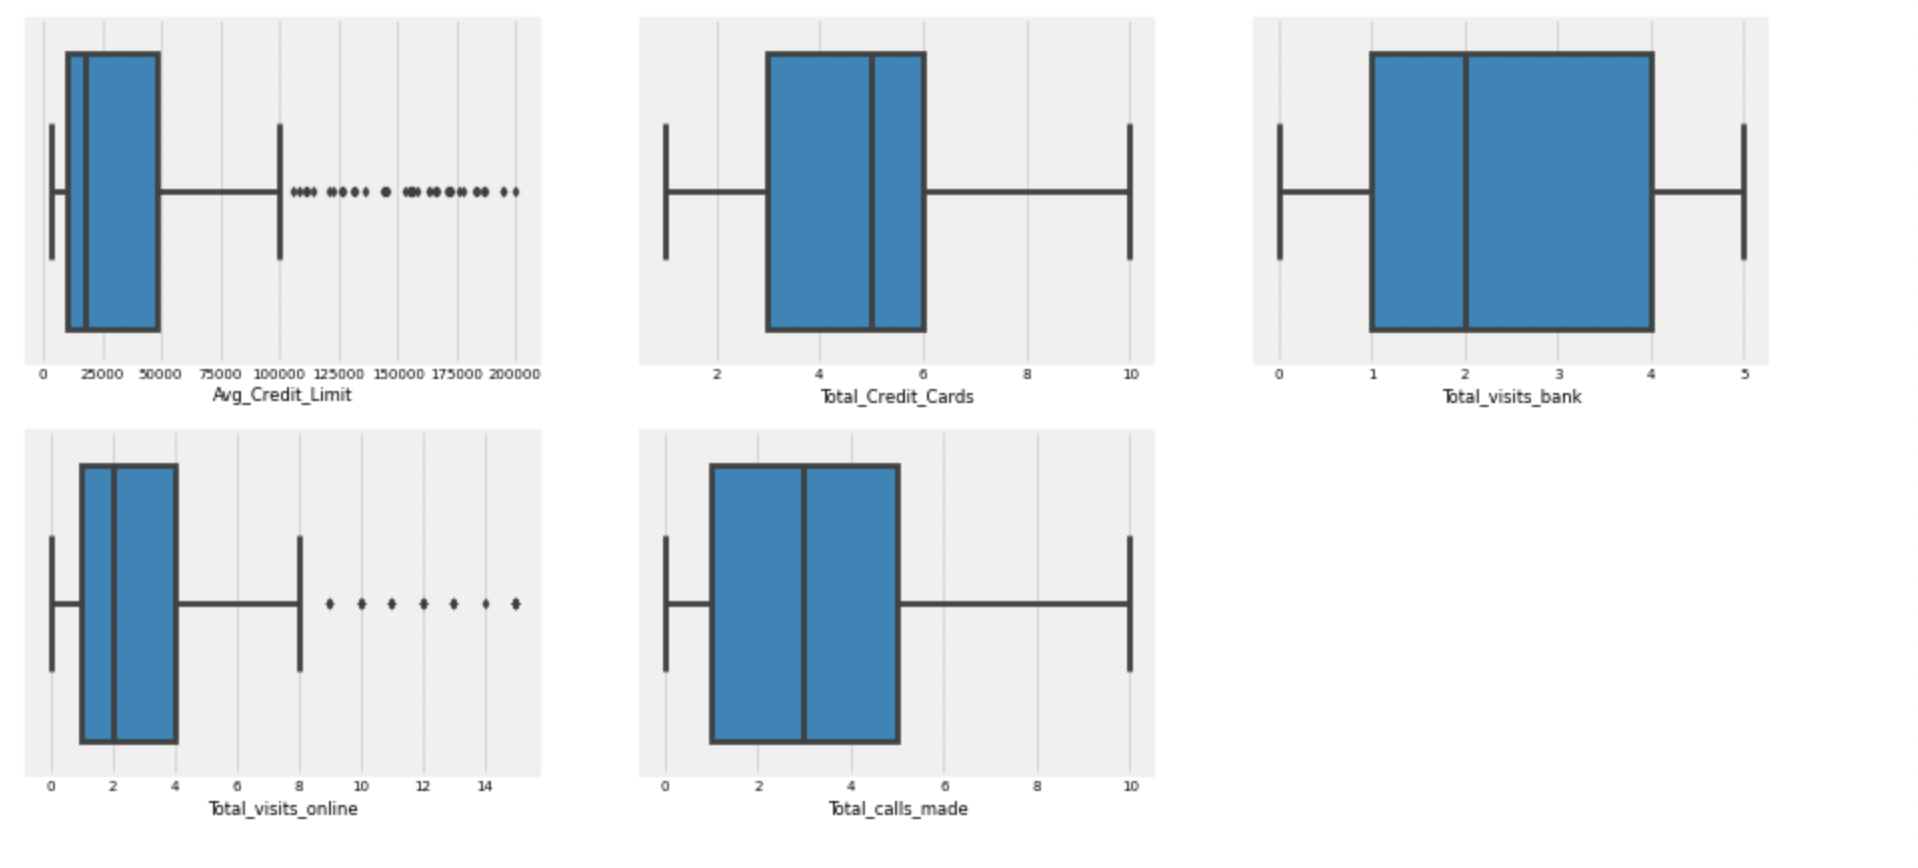 0 25000 50000 75000 100000 125000 150000 175000 200000
Avg_Credit_Limit
2 4 6 8 10
Total_Credit_Cards
0 1 2 3 4 5
Total_visits_bank
0 2 4 6 8 10 12 14
Total_visits_online
0 2 4 6 8 10
Total_calls_made